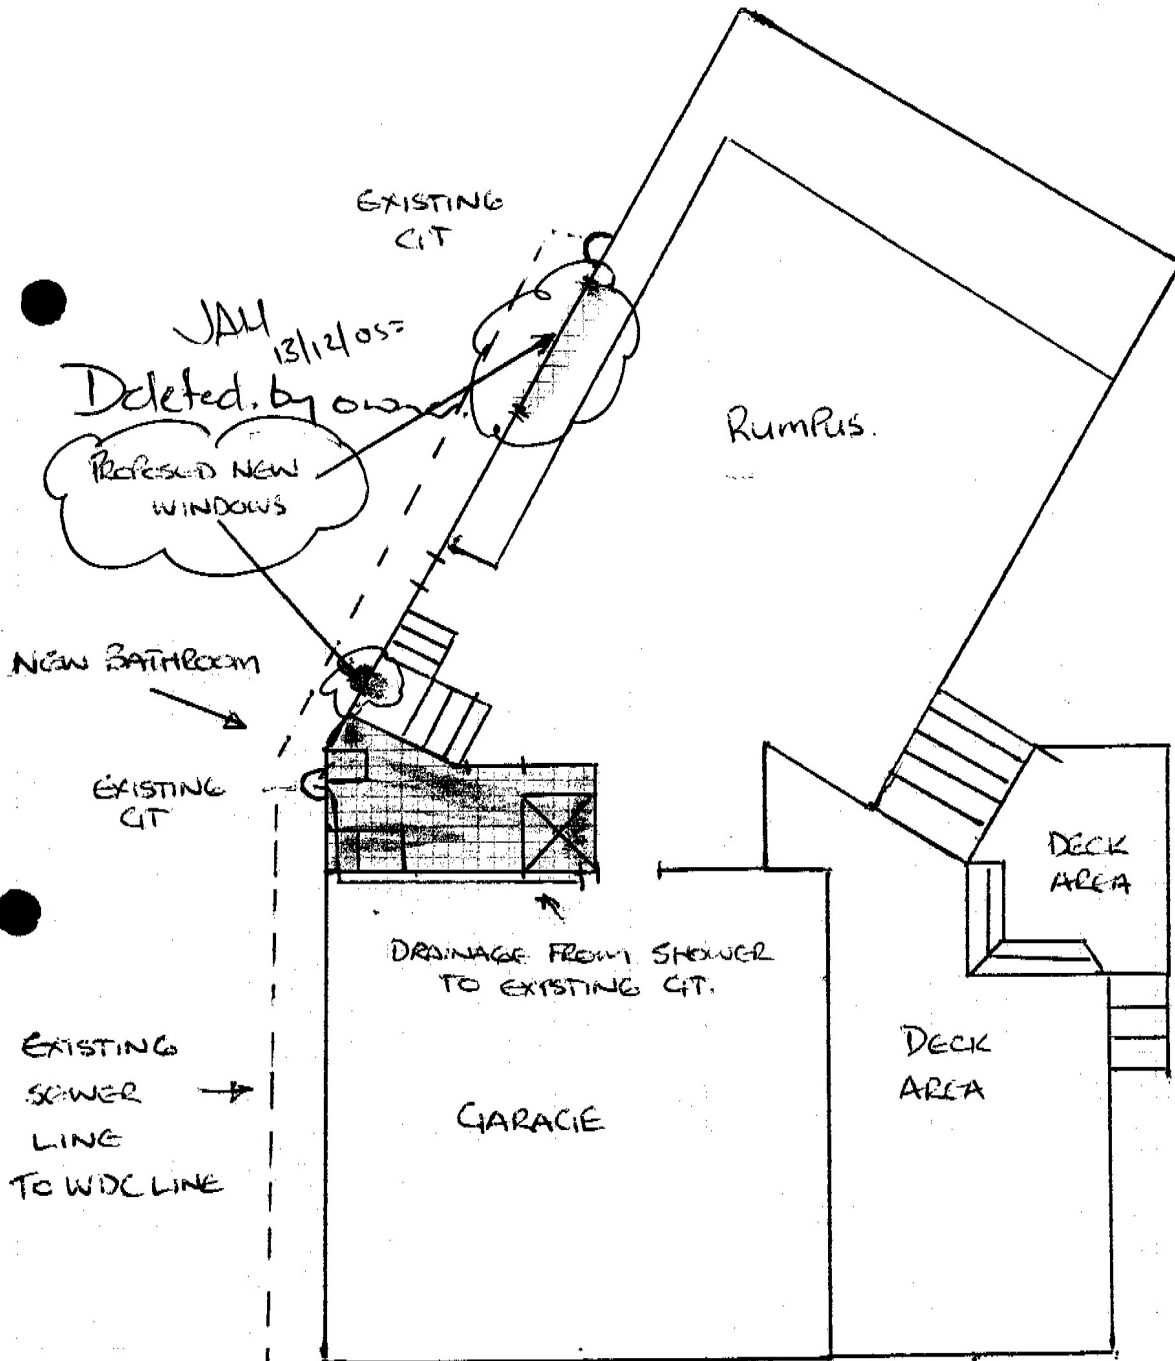 EXISTING
GT
JAH
13/12/05
Deleted. by owner.
PROPOSED NEW
WINDOWS
RUMPUS.
NEW BATHROOM
EXISTING
GT
DECK
AREA
DRAINAGE FROM SHOWER
TO EXISTING GT.
EXISTING
SEWER
LINE
TO WDC LINE
GARAGE
DECK
AREA